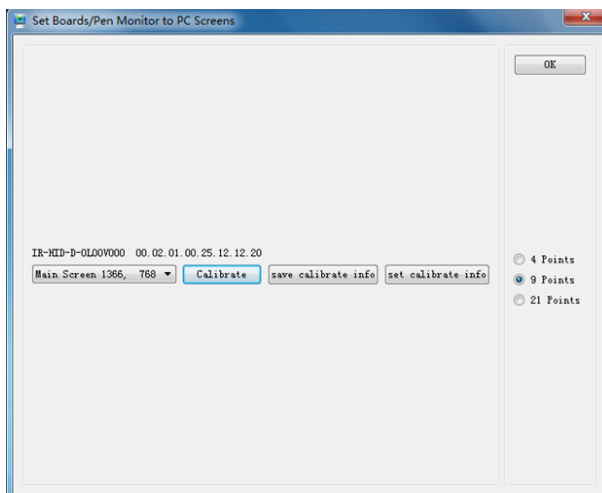 Set Boards/Pen Monitor to PC Screens
OK
IR-HID-D-OL00V000 00.02.01.00.25.12.12.20
Main Screen 1366, 768 Calibrate save calibrate info set calibrate info
4 Points
9 Points
21 Points